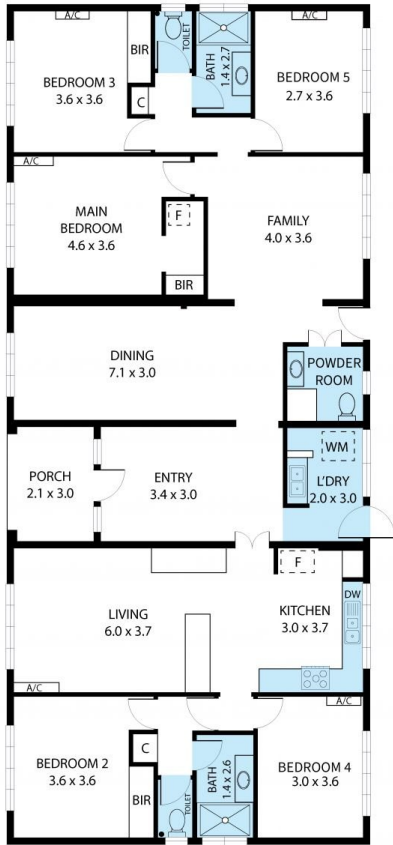 A/C
A/C
BIR
TOILET
BATH
1.4 x 2.7
BEDROOM 3
3.6 x 3.6
C
BEDROOM 5
2.7 x 3.6
A/C
MAIN
BEDROOM
4.6 x 3.6
F
BIR
FAMILY
4.0 x 3.6
DINING
7.1 x 3.0
POWDER
ROOM
PORCH
2.1 x 3.0
ENTRY
3.4 x 3.0
WM
L'DRY
2.0 x 3.0
F
LIVING
6.0 x 3.7
KITCHEN
3.0 x 3.7
DW
A/C
A/C
C
BEDROOM 2
3.6 x 3.6
BIR
TOILET
BATH
1.4 x 2.6
BEDROOM 4
3.0 x 3.6